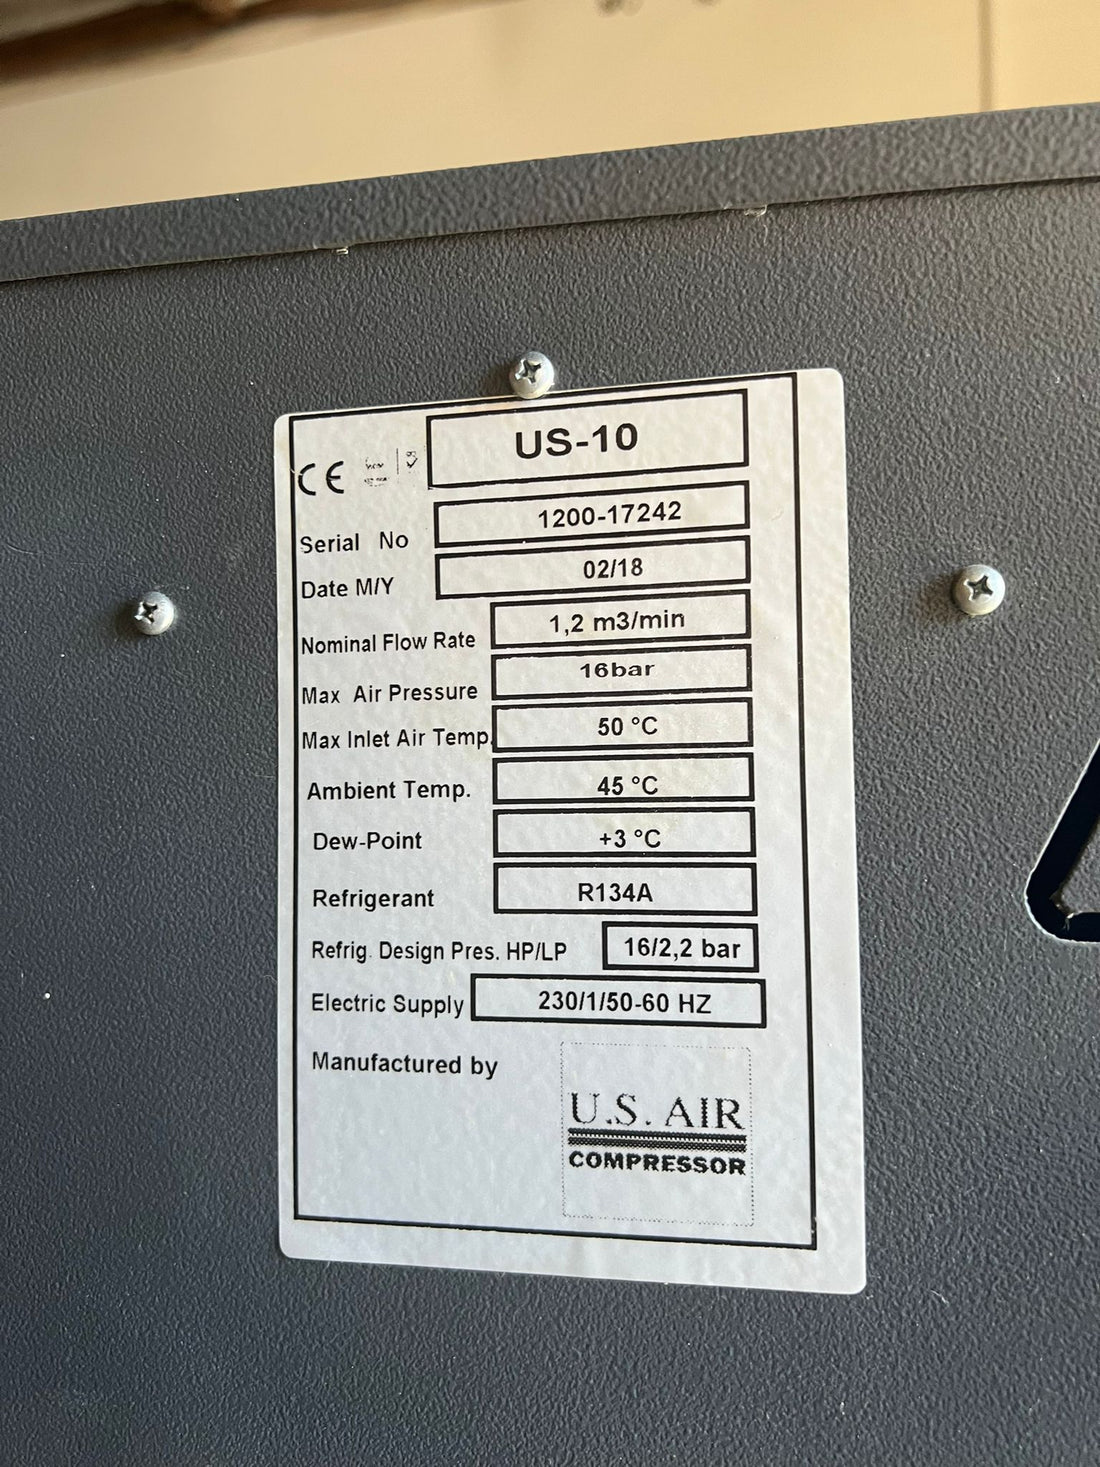 CE
US-10
Serial No 1200-17242
Date M/Y 02/18
Nominal Flow Rate 1,2 m3/min
Max Air Pressure 16bar
Max Inlet Air Temp. 50 °C
Ambient Temp. 45 °C
Dew-Point +3 °C
Refrigerant R134A
Refrig. Design Pres. HP/LP 16/2,2 bar
Electric Supply 230/1/50-60 HZ
Manufactured by
U.S. AIR
COMPRESSOR